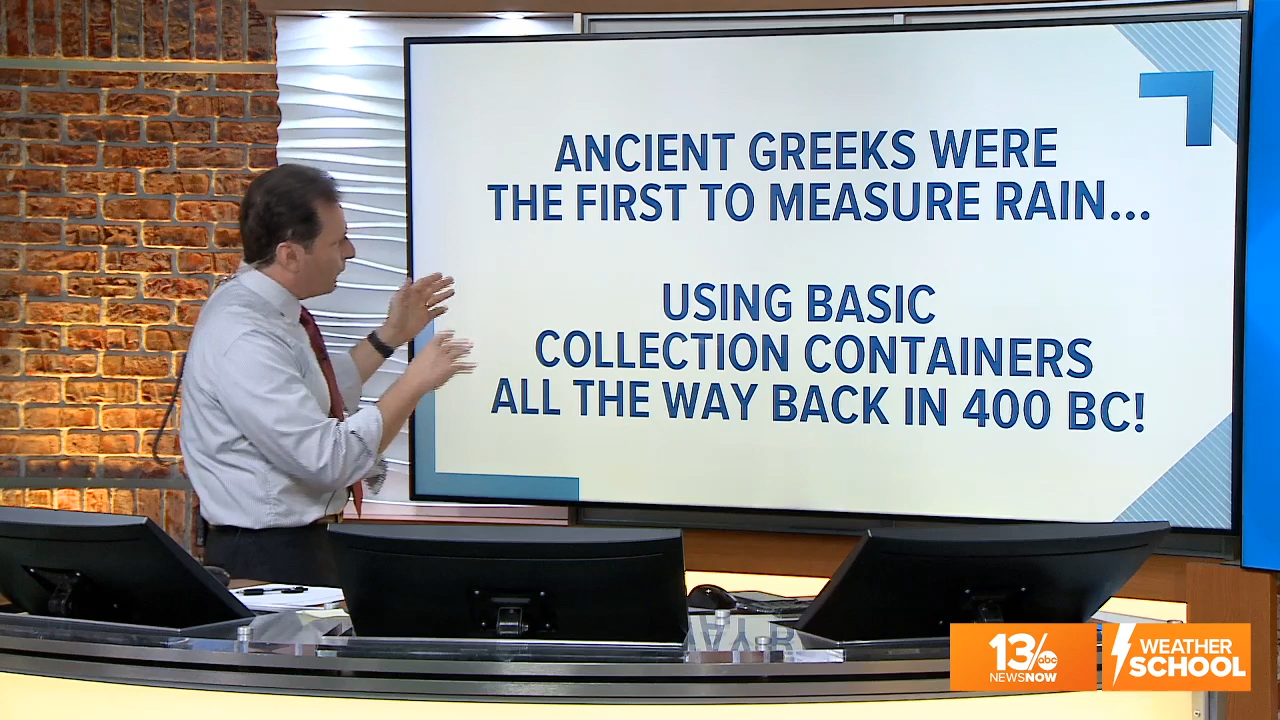 ANCIENT GREEKS WERE
THE FIRST TO MEASURE RAIN...
USING BASIC
COLLECTION CONTAINERS
ALL THE WAY BACK IN 400 BC!
13 abc
NEWSNOW
WEATHER
SCHOOL